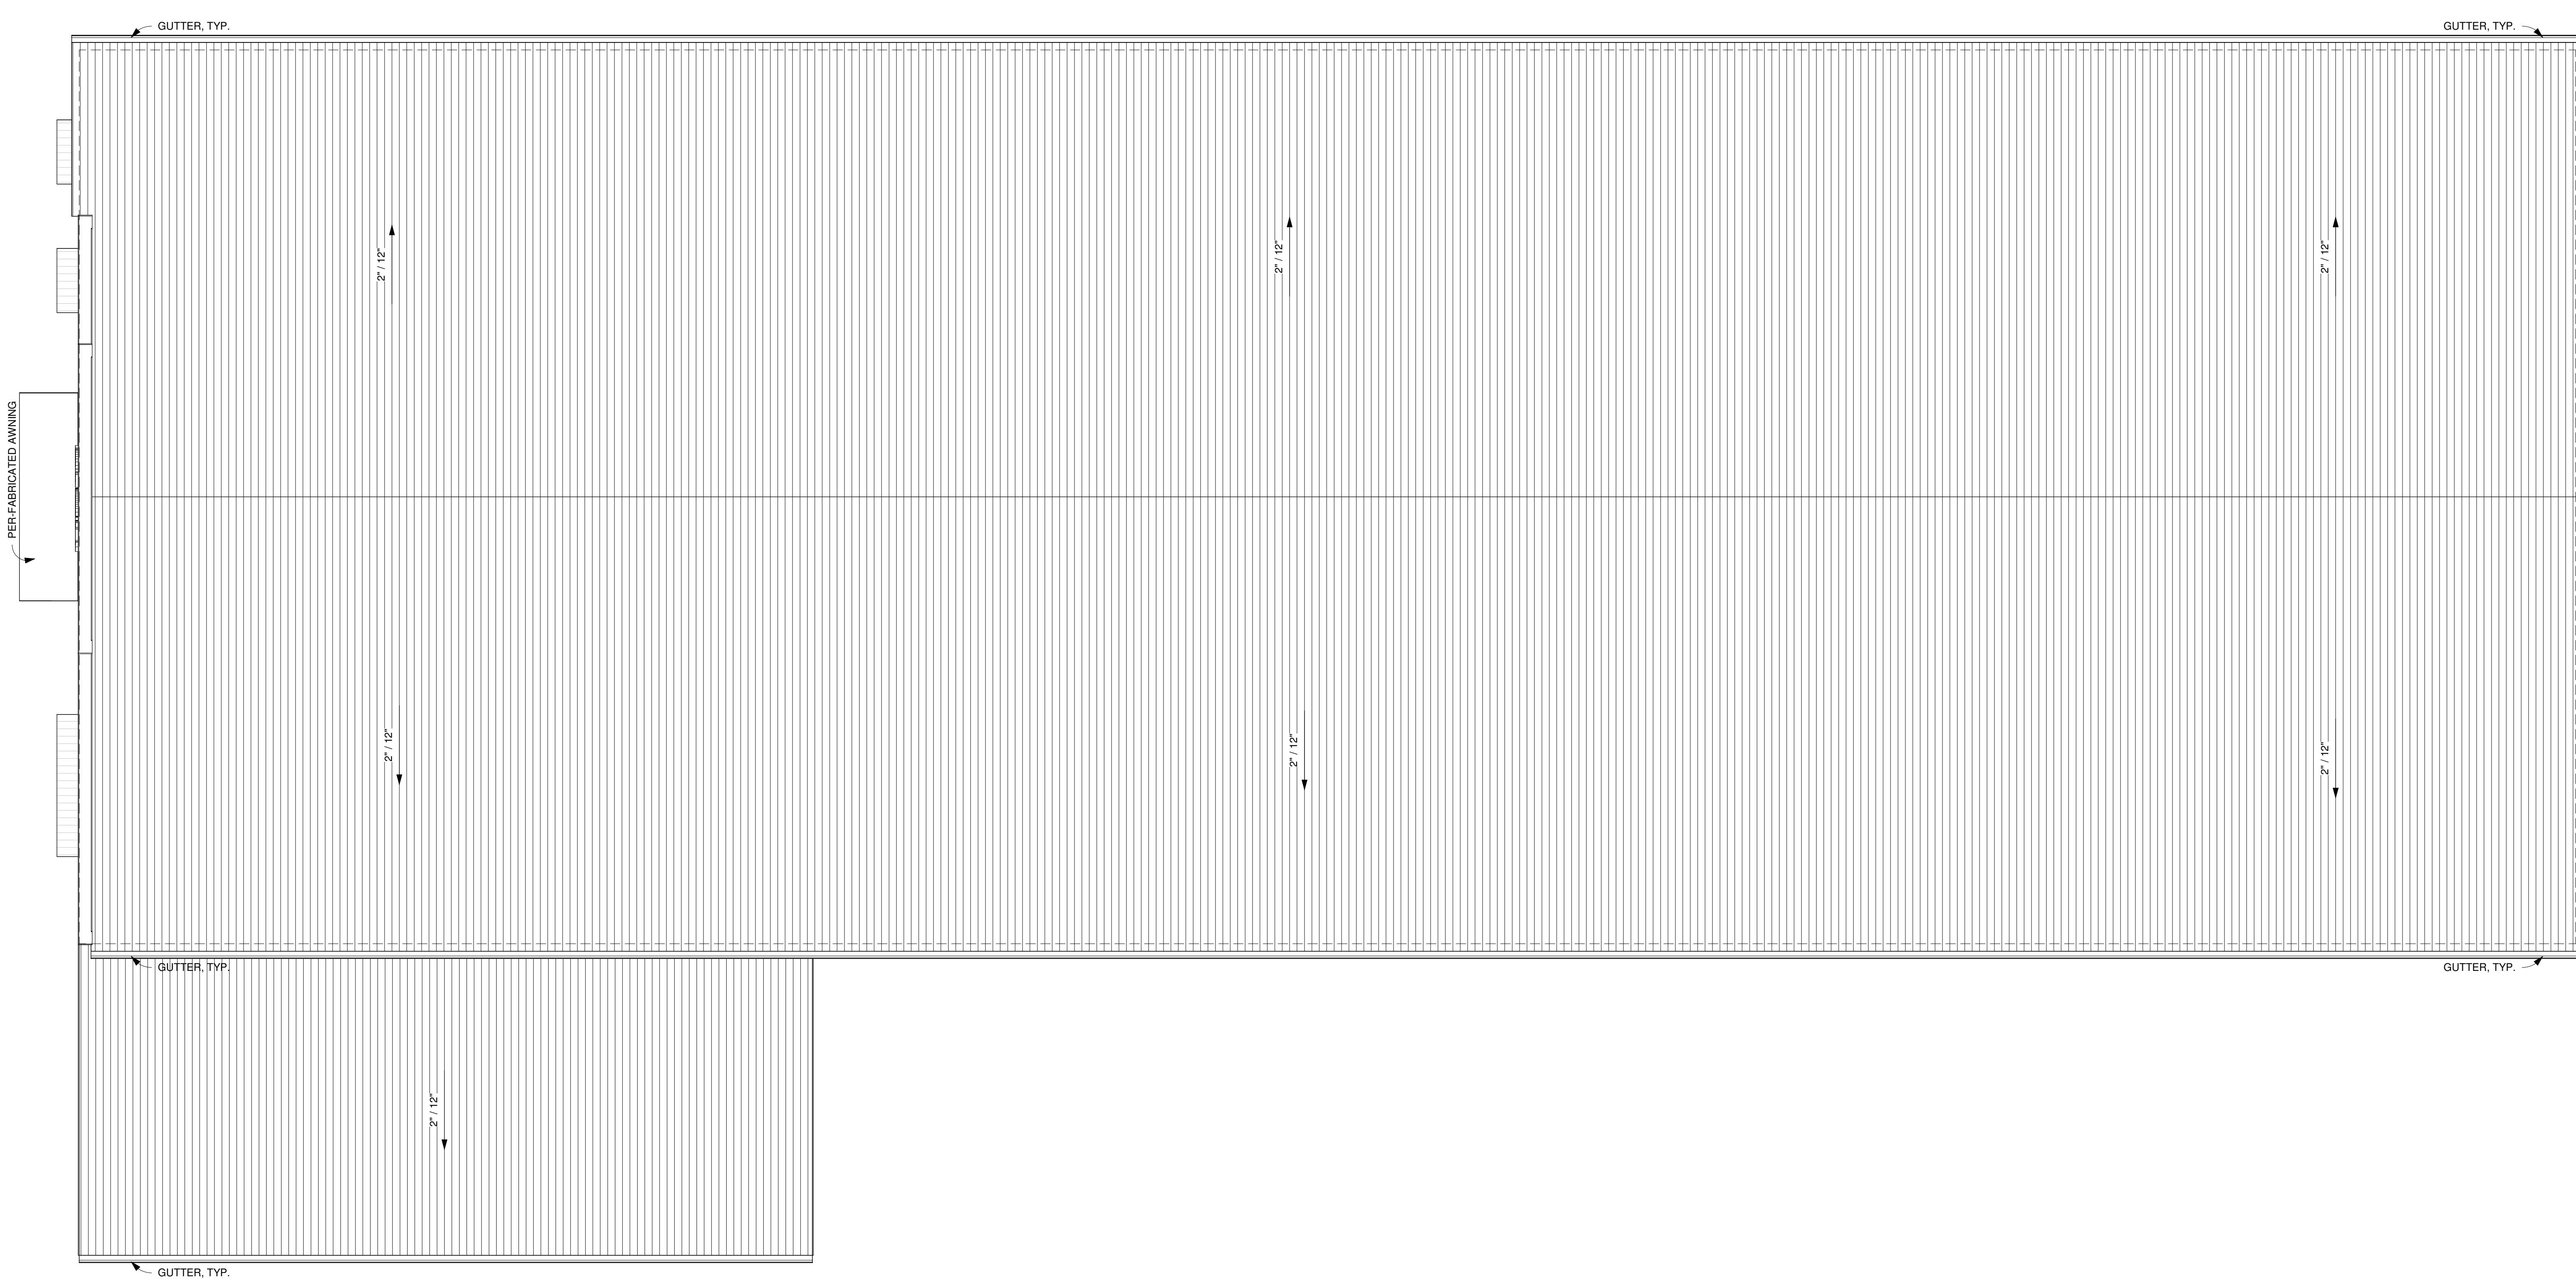 GUTTER, TYP.
GUTTER, TYP.
2" / 12"
2" / 12"
2" / 12"
PER-FABRICATED AWNING
2" / 12"
2" / 12"
2" / 12"
GUTTER, TYP.
GUTTER, TYP.
2" / 12"
GUTTER, TYP.